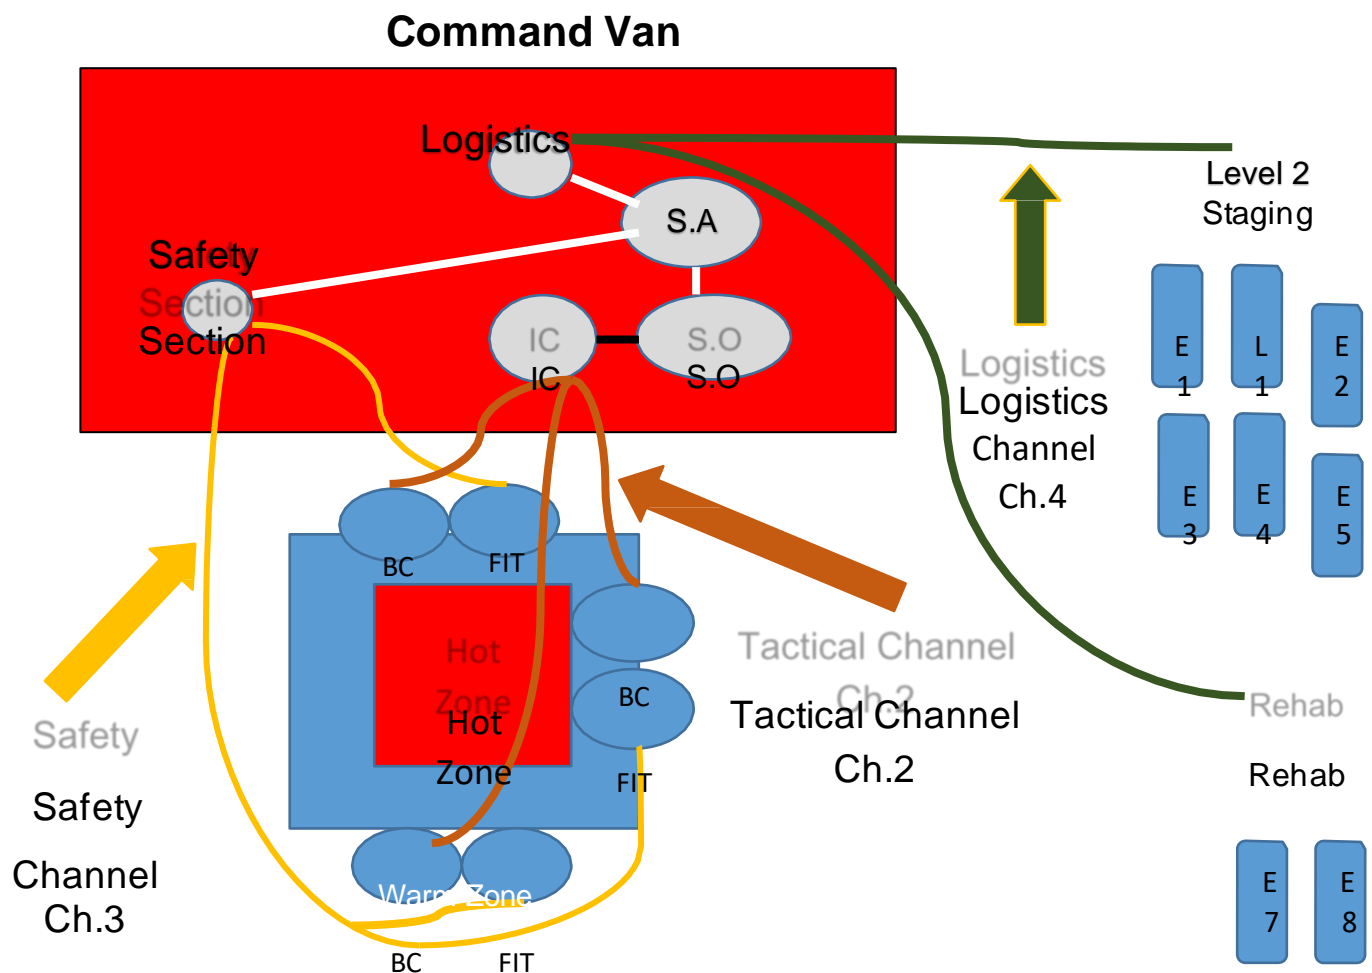 Command Van
Logistics
S.A
Safety
Section
Section
IC
IC
S.O
S.O
Level 2
Staging
E
1
L
1
E
2
E
3
E
4
E
5
Logistics
Logistics
Channel
Ch.4
BC
FIT
Hot
Zone
Hot
Zone
BC
FIT
Tactical Channel
Ch.2
Tactical Channel
Ch.2
Safety
Safety
Channel
Ch.3
Rehab
Rehab
E
7
E
8
Warm Zone
BC
FIT